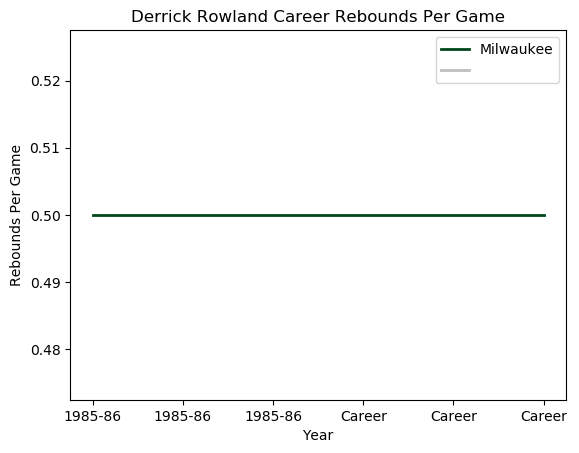 Derrick Rowland Career Rebounds Per Game
Milwaukee
0.52
0.51
0.50
0.49
0.48
Rebounds Per Game
1985-86 1985-86 1985-86 Career Career Career
Year